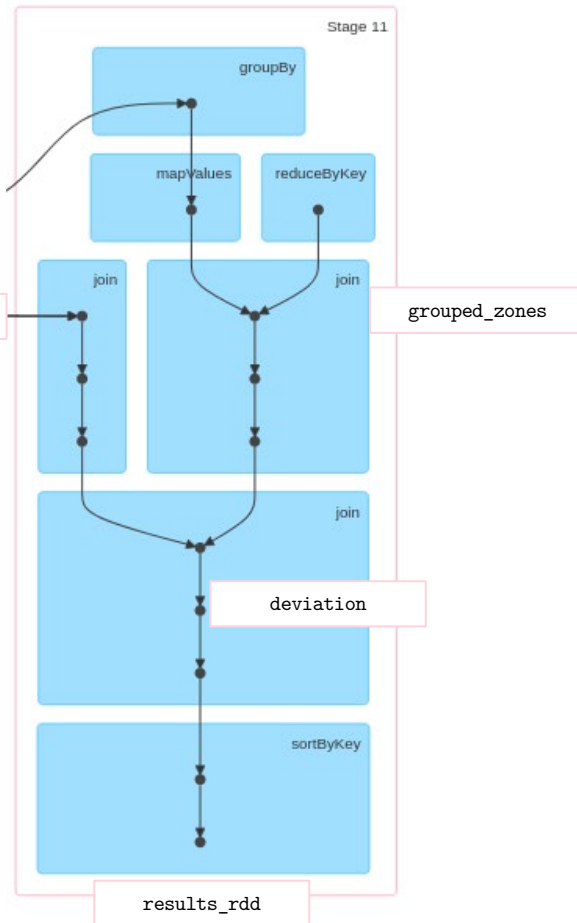 Stage 11
groupBy
mapValues
reduceByKey
join
join
grouped_zones
join
deviation
sortByKey
results_rdd